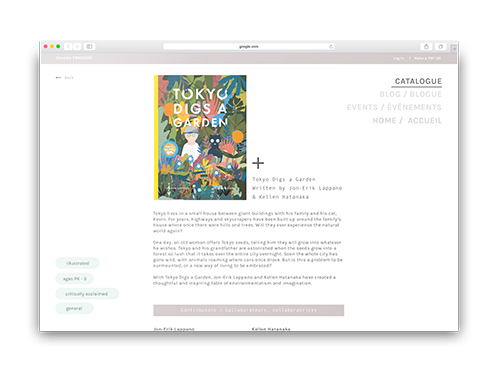 google.com
Log in | Make a TMT list
← Back
CATALOGUE
BLOG / BLOGUE
EVENTS / ÉVÉNEMENTS
HOME / ACCUEIL
TOKYO
DIGS A
GARDEN
+
Tokyo Digs a Garden
Written by Jon-Erik Lappano
& Kellen Hatanaka
Tokyo lives in a small house between giant buildings with his family and his cat,
Kevin. For years, highways and skyscrapers have been built up around the family's
house where once there were hills and trees. Will they ever experience the natural
world again?
One day, an old woman offers Tokyo seeds, telling him they will grow into whatever
he wishes. Tokyo and his grandfather are astonished when the seeds grow into a
forest so lush that it takes over the entire city overnight. Soon the whole city has
gone wild, with animals roaming where cars once drove. But is this a problem to be
surmounted, or a new way of living to be embraced?
With Tokyo Digs a Garden, Jon-Erik Lappano and Kellen Hatanaka have created a
thoughtful and inspiring fable of environmentalism and imagination.
illustrated
ages PK - 2
critically acclaimed
general
Contributors / Collaborateurs, collaboratrices
Jon-Erik Lappano Kellen Hatanaka